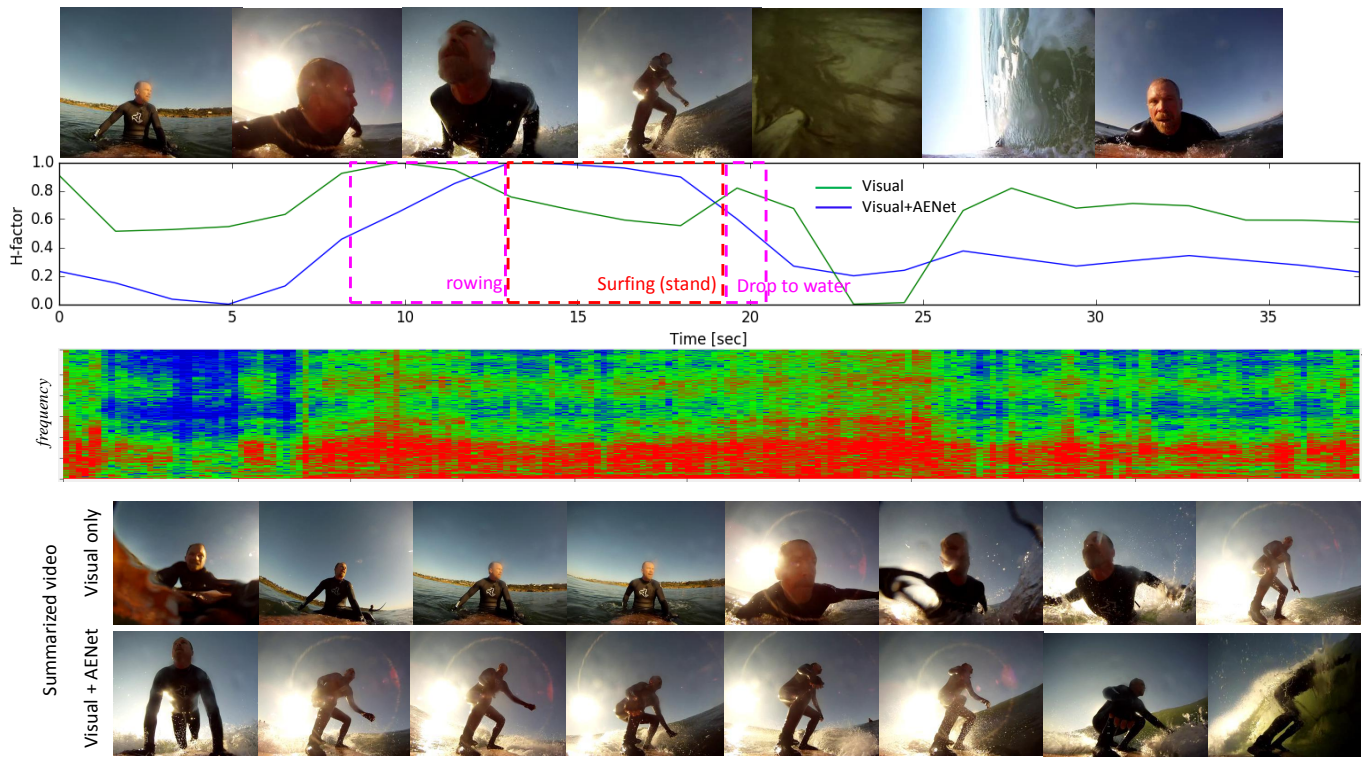 1.0
0.8
0.6
0.4
0.2
0.0
H-factor
Visual
Visual+AENet
rowing
Surfing (stand)
Drop to water
0 5 10 15 20 25 30 35
Time [sec]
frequency
Summarized video
Visual only
Visual + AENet